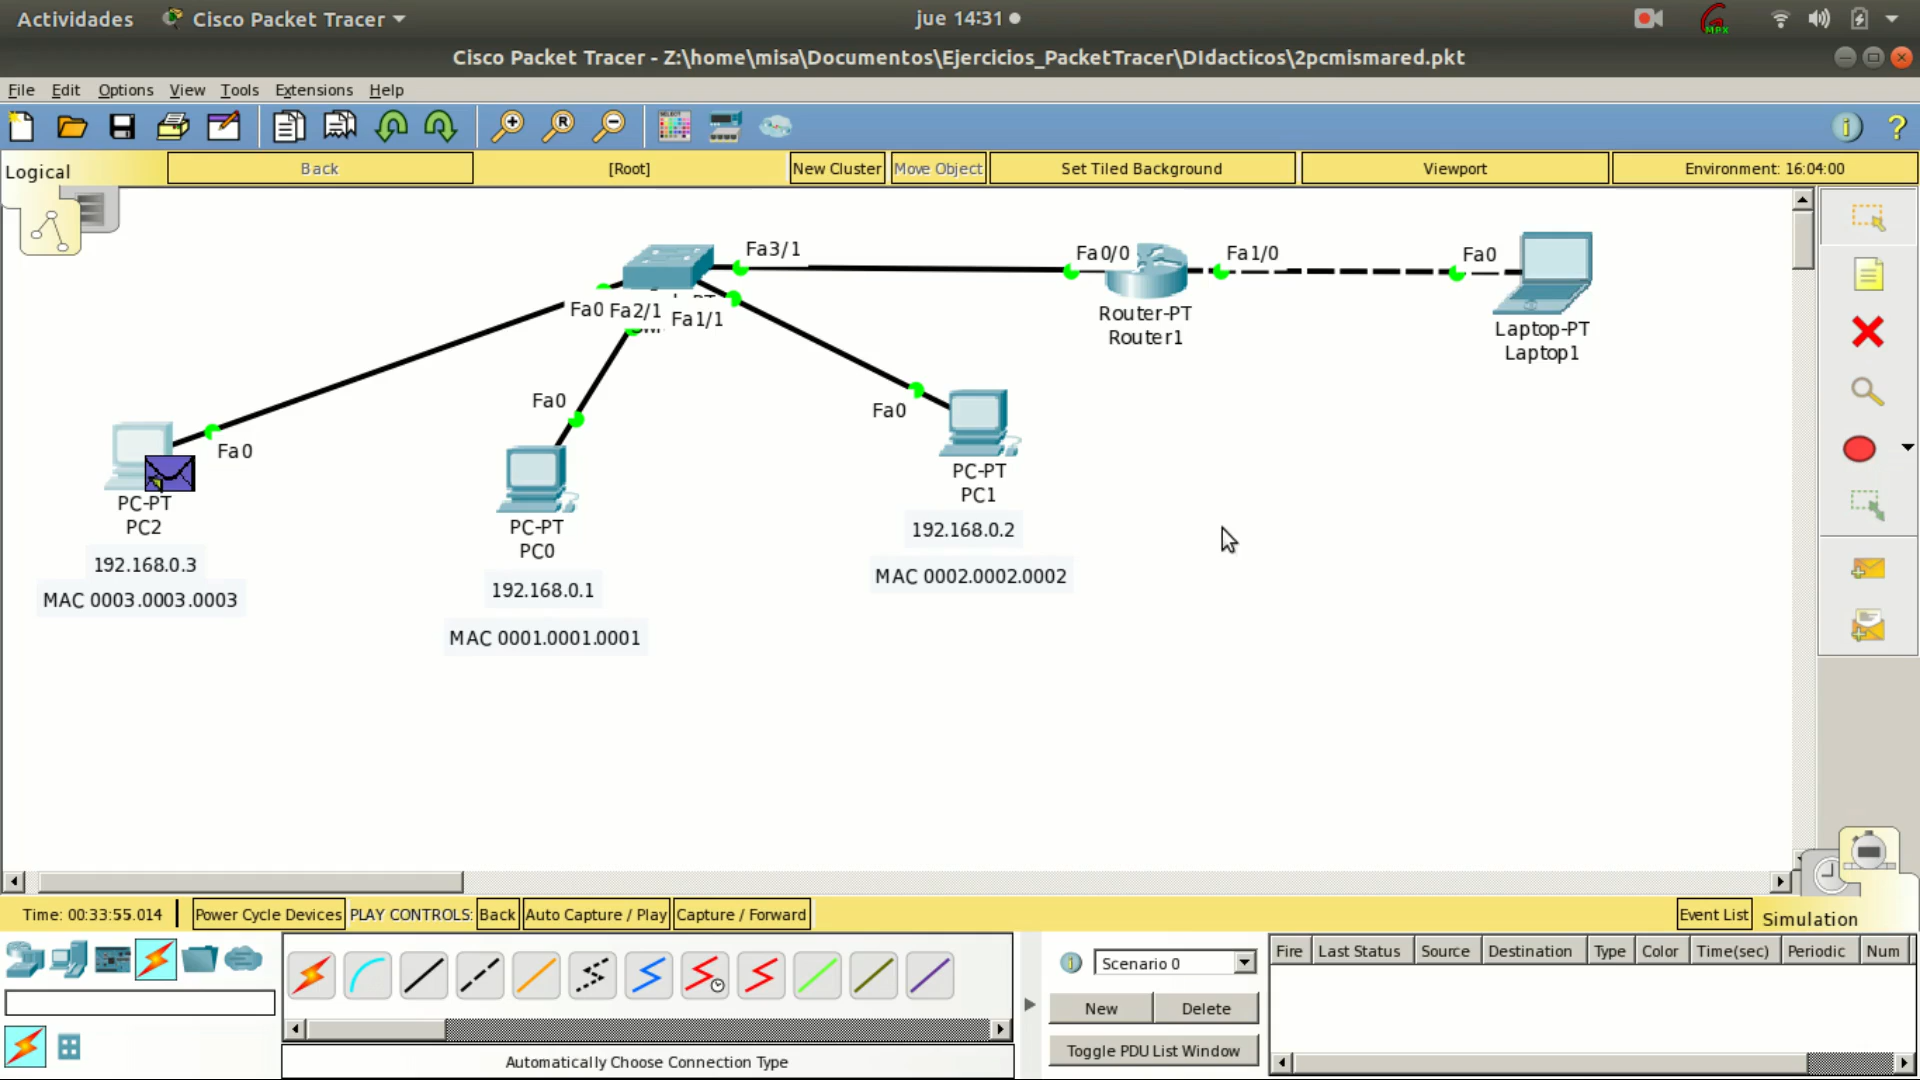 Actividades Cisco Packet Tracer jue 14:31
Cisco Packet Tracer - Z:\home\misa\Documentos\Ejercicios_PacketTracer\DIdacticos\2pcmismared.pkt
File Edit Options View Tools Extensions Help
Logical Back [Root] New Cluster Move Object Set Tiled Background Viewport Environment: 16:04:00
Fa3/1 Fa0/0 Fa1/0 Fa0
Fa0 Fa2/1 Fa1/1
Router-PT
Router1
Laptop-PT
Laptop1
Fa0
Fa0
Fa0
PC-PT
PC2
192.168.0.3
MAC 0003.0003.0003
PC-PT
PC0
192.168.0.1
MAC 0001.0001.0001
PC-PT
PC1
192.168.0.2
MAC 0002.0002.0002
Time: 00:33:55.014 Power Cycle Devices PLAY CONTROLS: Back Auto Capture / Play Capture / Forward Event List Simulation
Scenario 0
New Delete
Toggle PDU List Window
Fire Last Status Source Destination Type Color Time(sec) Periodic Num
Automatically Choose Connection Type